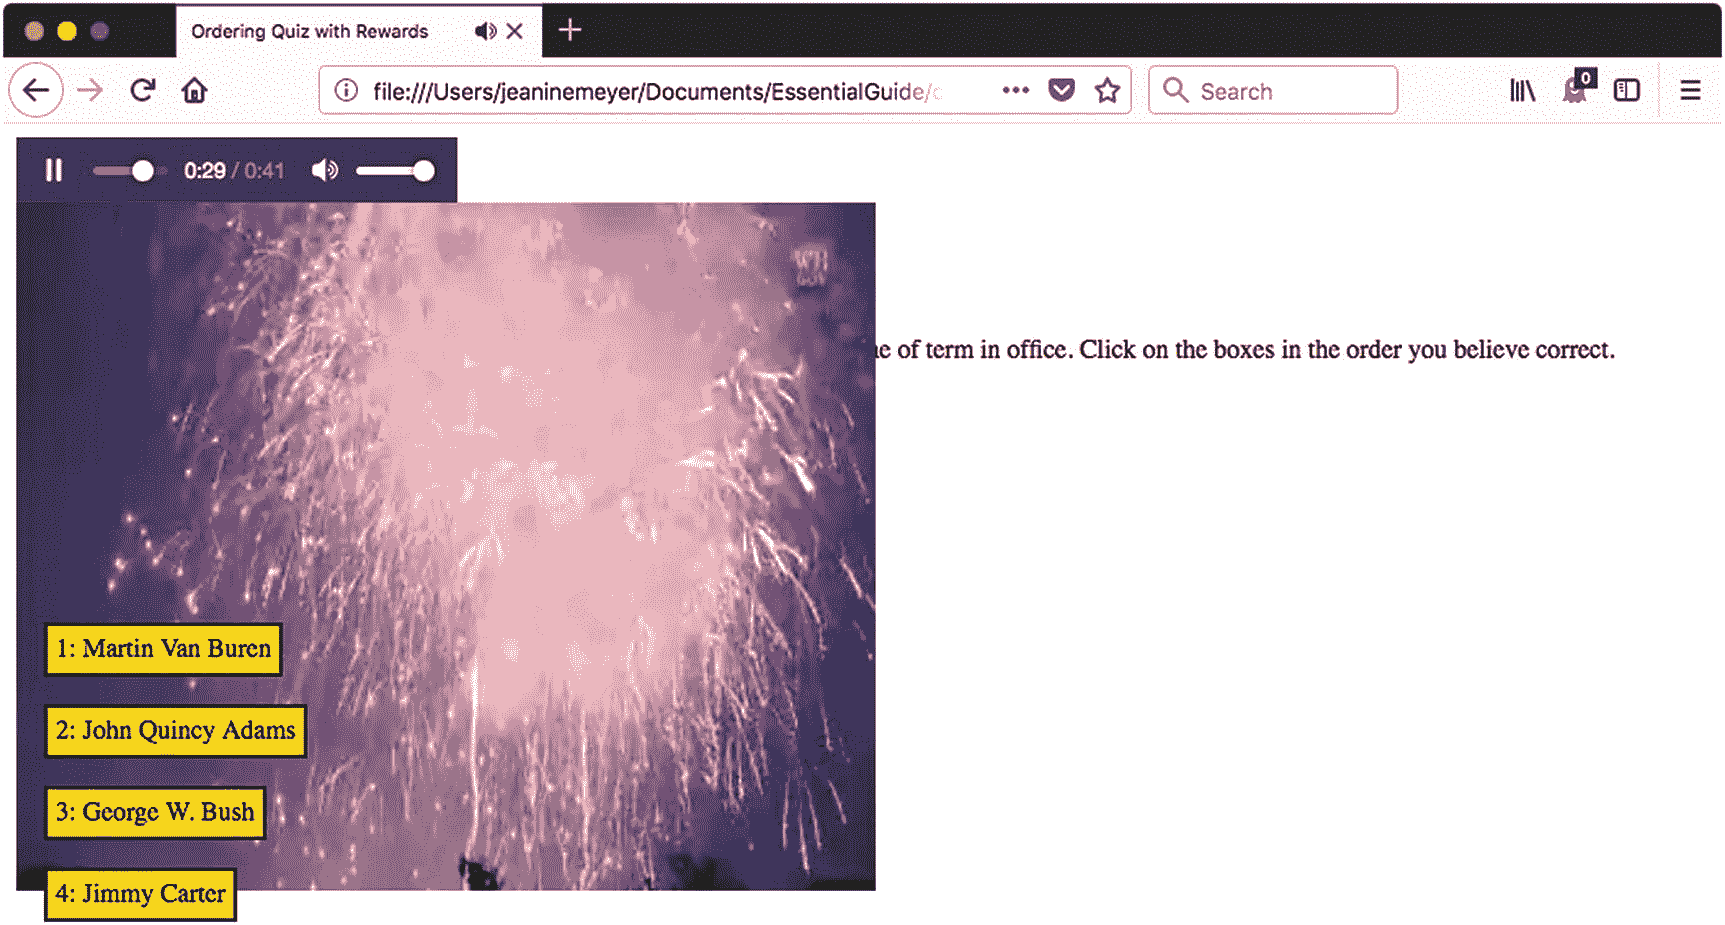 Ordering Quiz with Rewards
file:///Users/jeaninemeyer/Documents/EssentialGuide/
Search
0
0:29 / 0:41
of term in office. Click on the boxes in the order you believe correct.
1: Martin Van Buren
2: John Quincy Adams
3: George W. Bush
4: Jimmy Carter